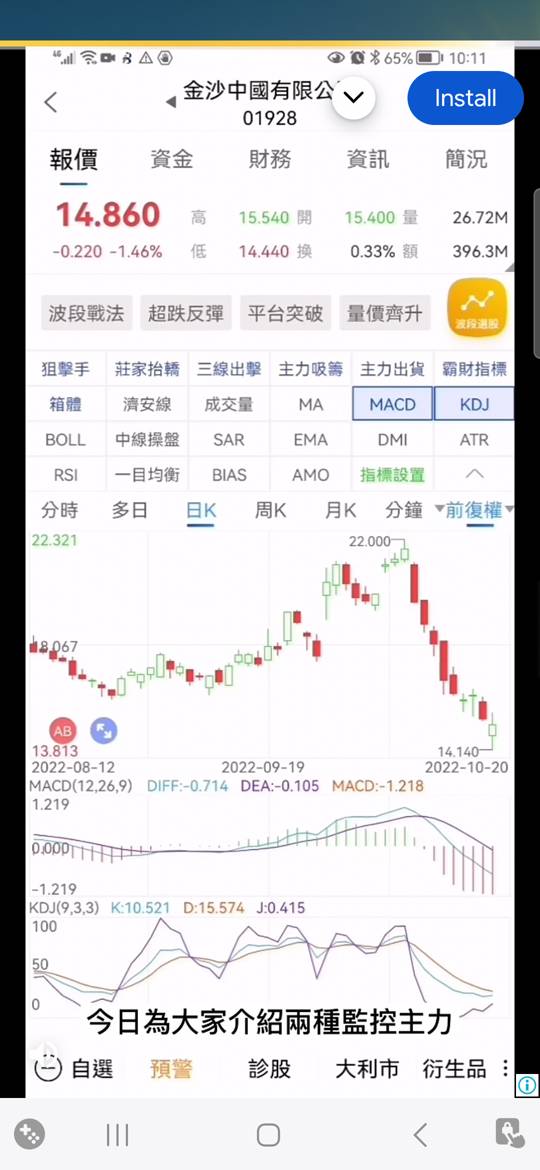 65% 10:11
金沙中國有限公
01928
Install
報價 資金 財務 資訊 簡況
14.860 高 15.540 開 15.400 量 26.72M
-0.220 -1.46% 低 14.440 換 0.33% 額 396.3M
波段戰法 超跌反彈 平台突破 量價齊升 波段選股
狙擊手 莊家抬轎 三線出擊 主力吸籌 主力出貨 霸財指標
箱體 濟安線 成交量 MA MACD KDJ
BOLL 中線操盤 SAR EMA DMI ATR
RSI 一目均衡 BIAS AMO 指標設置
分時 多日 日K 周K 月K 分鐘 前復權
22.321
22.000
18.067
AB
13.813
14.140
2022-08-12 2022-09-19 2022-10-20
MACD(12,26,9) DIFF:-0.714 DEA:-0.105 MACD:-1.218
1.219
0.000
-1.219
KDJ(9,3,3) K:10.521 D:15.574 J:0.415
100
50
0
今日為大家介紹兩種監控主力
自選 預警 診股 大利市 衍生品